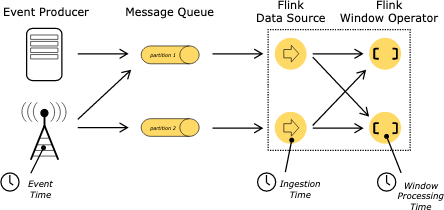 Event Producer
Message Queue
Flink
Data Source
Flink
Window Operator
partition 1
partition 2
Event
Time
Ingestion
Time
Window
Processing
Time